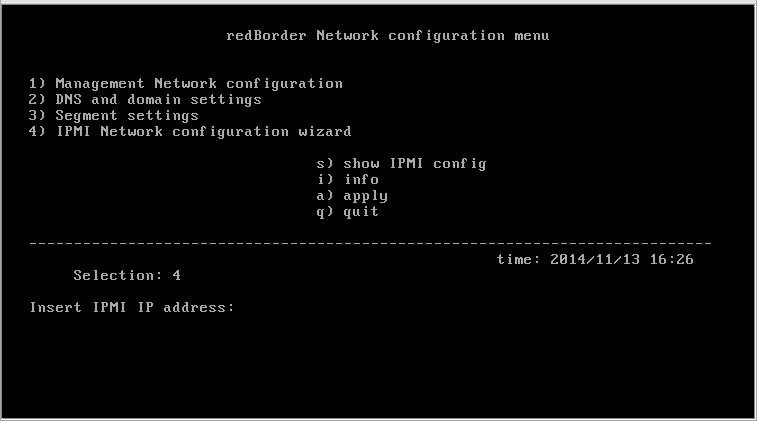 redBorder Network configuration menu
1) Management Network configuration
2) DNS and domain settings
3) Segment settings
4) IPMI Network configuration wizard
s) show IPMI config
i) info
a) apply
q) quit
----------------------------------------------------------------------------
time: 2014/11/13 16:26
Selection: 4
Insert IPMI IP address: